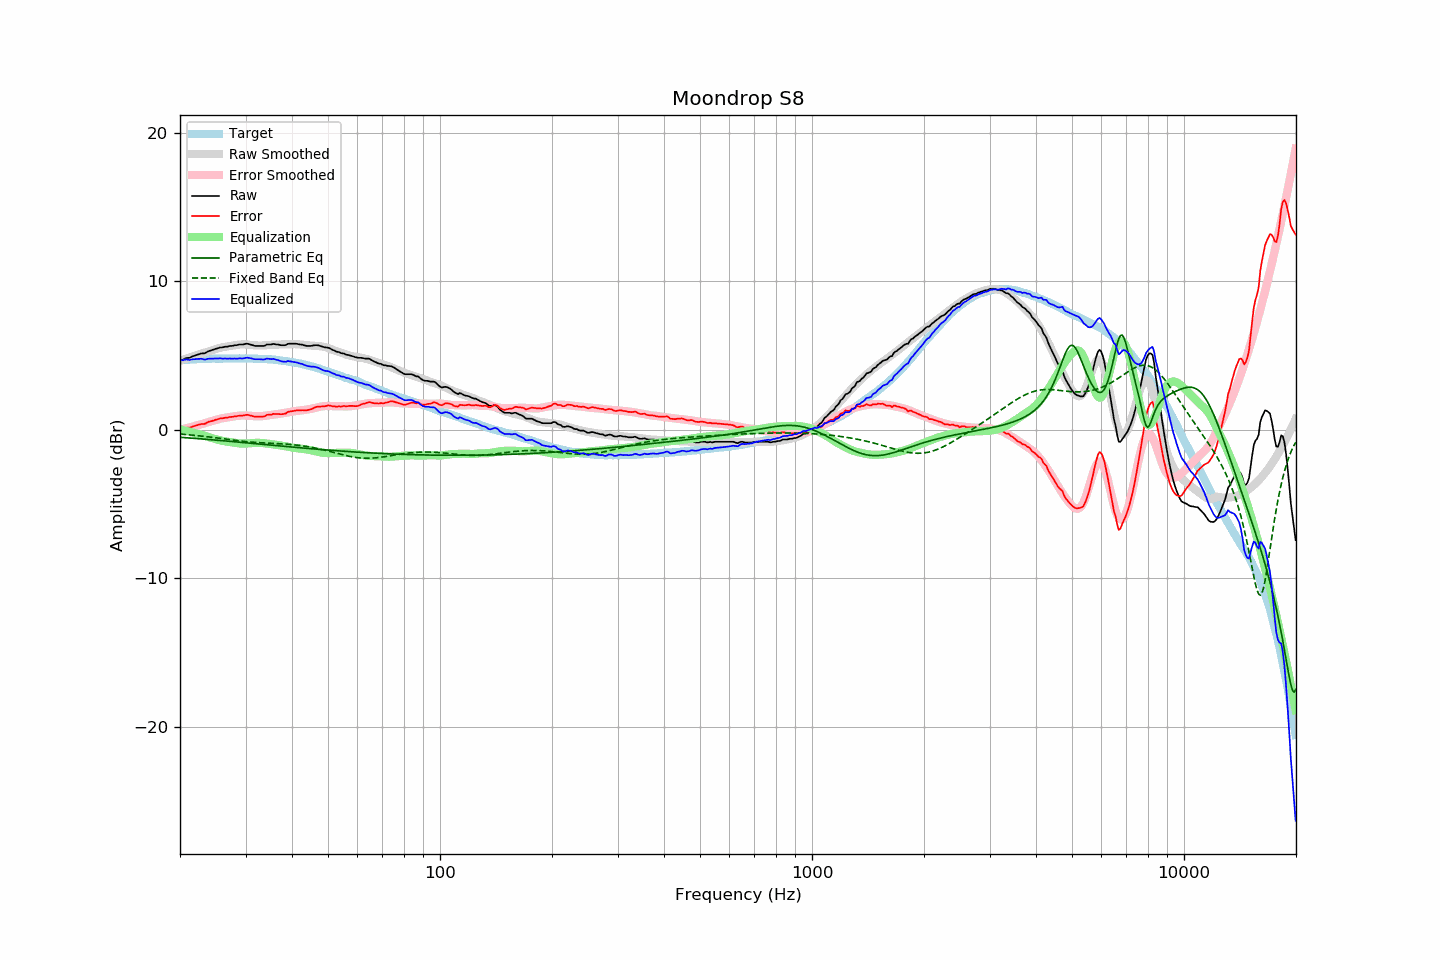 Moondrop S8
20
10
0
−10
−20
Amplitude (dBr)
Target
Raw Smoothed
Error Smoothed
Raw
Error
Equalization
Parametric Eq
Fixed Band Eq
Equalized
100
1000
10000
Frequency (Hz)